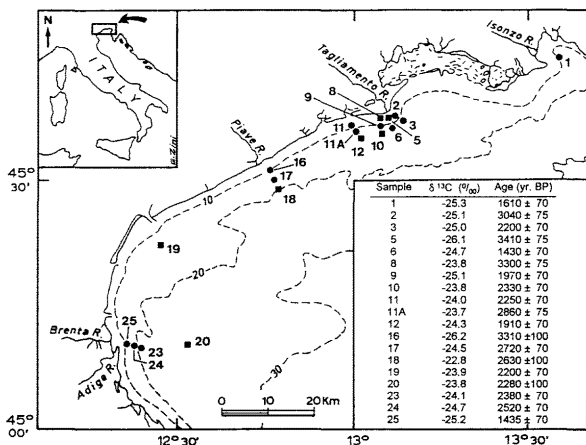 N
ITALY
Isonzo R.
1
Tagliamento R.
8
2
9
3
11
5
6
10
11A
12
Piave R.
16
17
18
10
45°
30'
19
20
25
Brenta R.
23
20
24
Adige R.
30
0 10 20 Km
45°
00'
12°30'
13°
13°30'
Sample δ 13C (o/oo) Age (yr. BP)
1 -25.3 1610 ± 70
2 -25.1 3040 ± 75
3 -25.0 2200 ± 70
5 -26.1 3410 ± 75
6 -24.7 1430 ± 70
8 -23.8 3300 ± 75
9 -25.1 1970 ± 70
10 -23.8 2330 ± 70
11 -24.0 2250 ± 70
11A -23.7 2860 ± 75
12 -24.3 1910 ± 70
16 -26.2 3310 ±100
17 -24.5 2720 ± 70
18 -22.8 2630 ±100
19 -23.9 2200 ± 70
20 -23.8 2280 ±100
23 -24.1 2380 ± 70
24 -24.7 2520 ± 70
25 -25.2 1435 ± 70